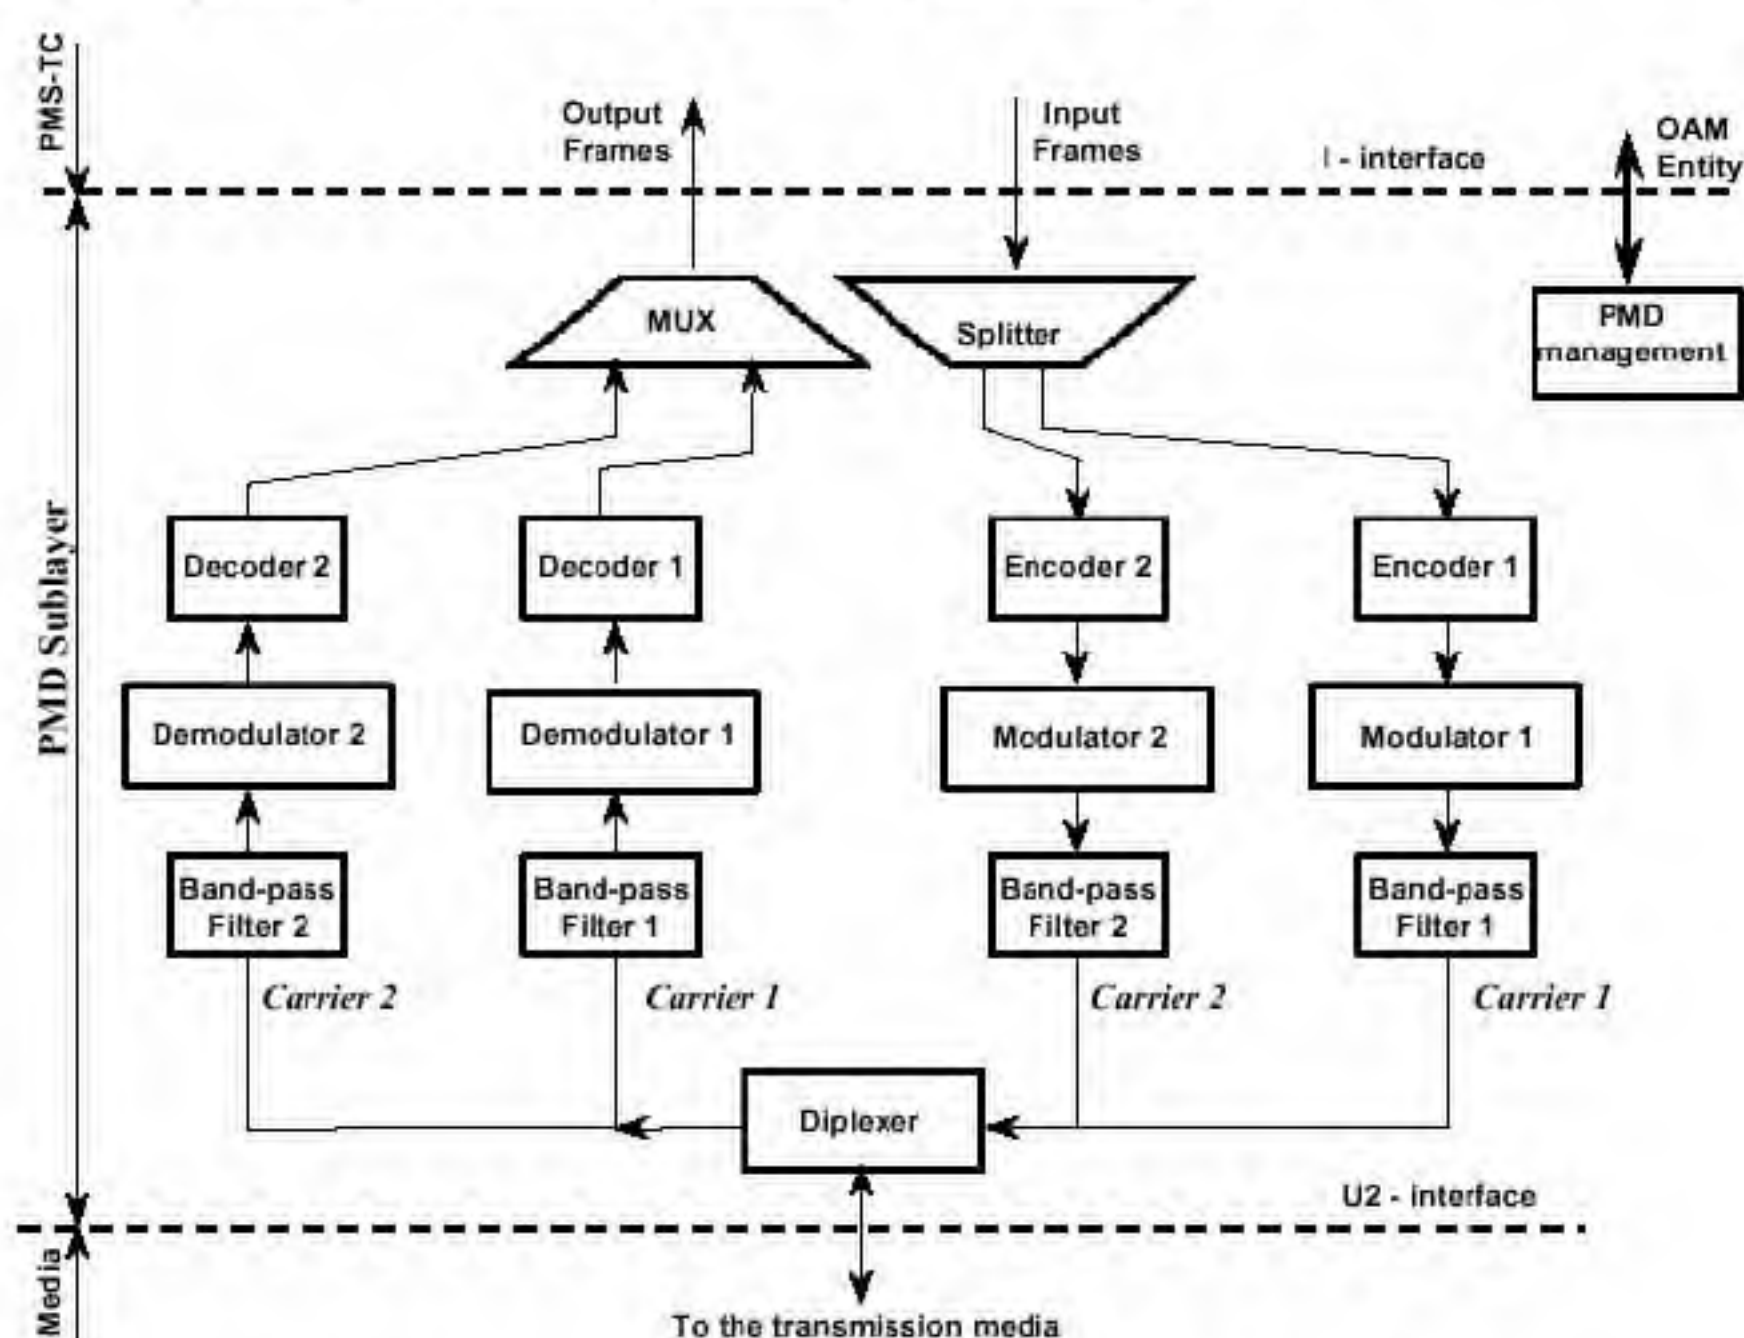 PMS-TC
Output
Frames
Input
Frames
I - interface
OAM
Entity
MUX
Splitter
PMD
management
PMD Sublayer
Decoder 2
Decoder 1
Encoder 2
Encoder 1
Demodulator 2
Demodulator 1
Modulator 2
Modulator 1
Band-pass
Filter 2
Band-pass
Filter 1
Band-pass
Filter 2
Band-pass
Filter 1
Carrier 2
Carrier 1
Carrier 2
Carrier 1
Diplexer
U2 - interface
Media
To the transmission media